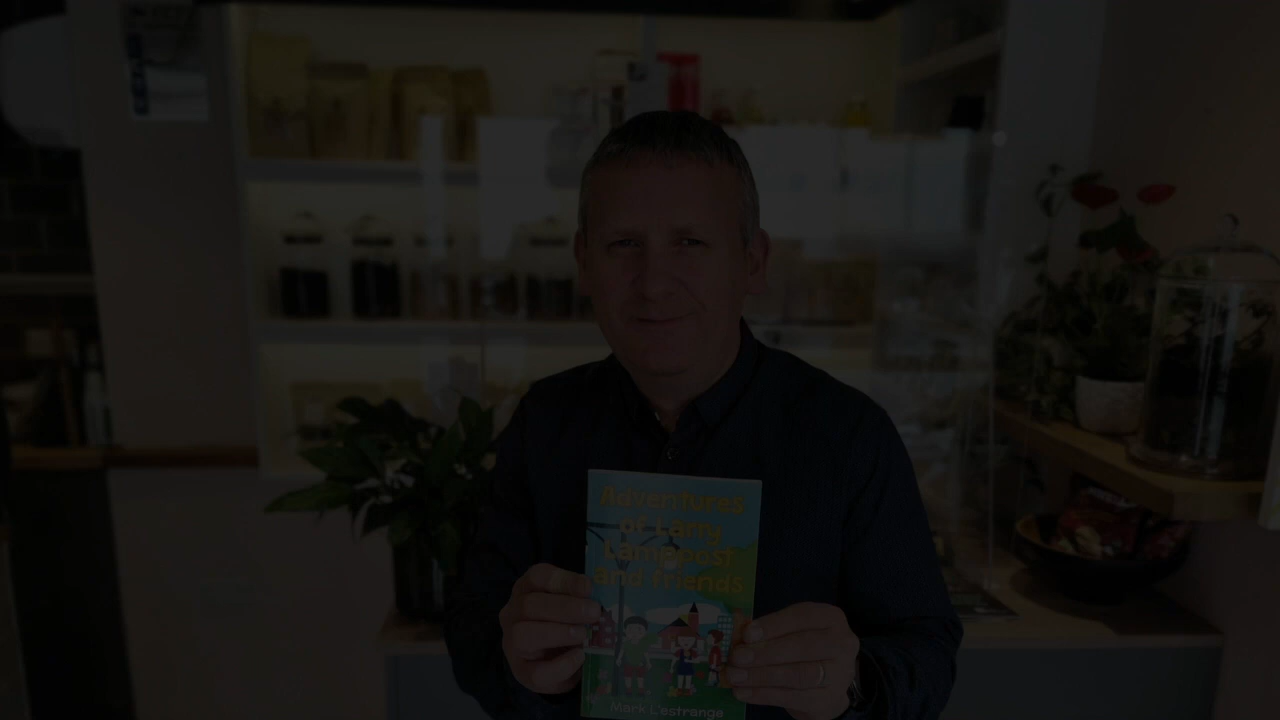 Adventures
of Larry
Lamppost
and friends
Mark L'estrange